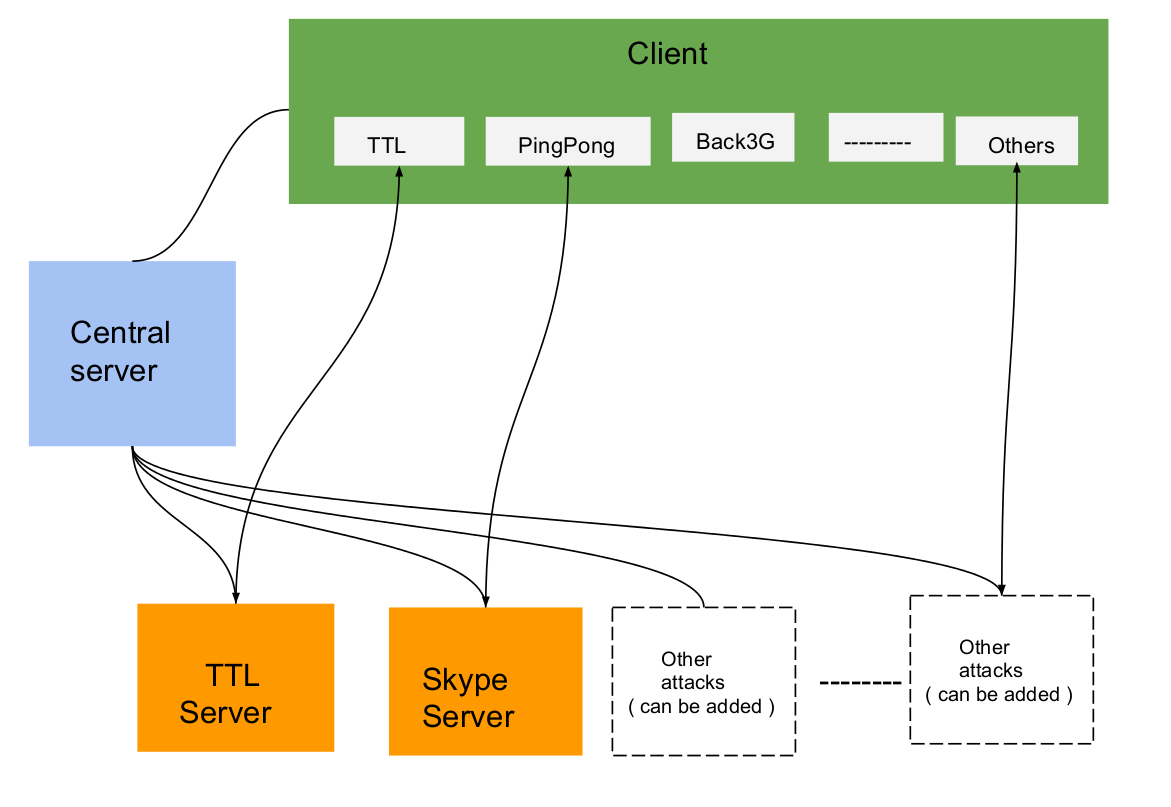 Client
TTL
PingPong
Back3G
---------
Others
Central
server
TTL
Server
Skype
Server
Other
attacks
( can be added )
---------
Other
attacks
( can be added )